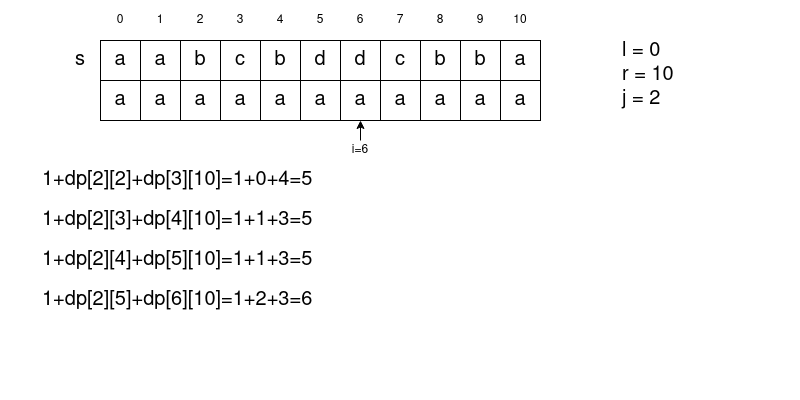 0 1 2 3 4 5 6 7 8 9 10
s a a b c b d d c b b a
a a a a a a a a a a a
i=6
l = 0
r = 10
j = 2
1+dp[2][2]+dp[3][10]=1+0+4=5
1+dp[2][3]+dp[4][10]=1+1+3=5
1+dp[2][4]+dp[5][10]=1+1+3=5
1+dp[2][5]+dp[6][10]=1+2+3=6